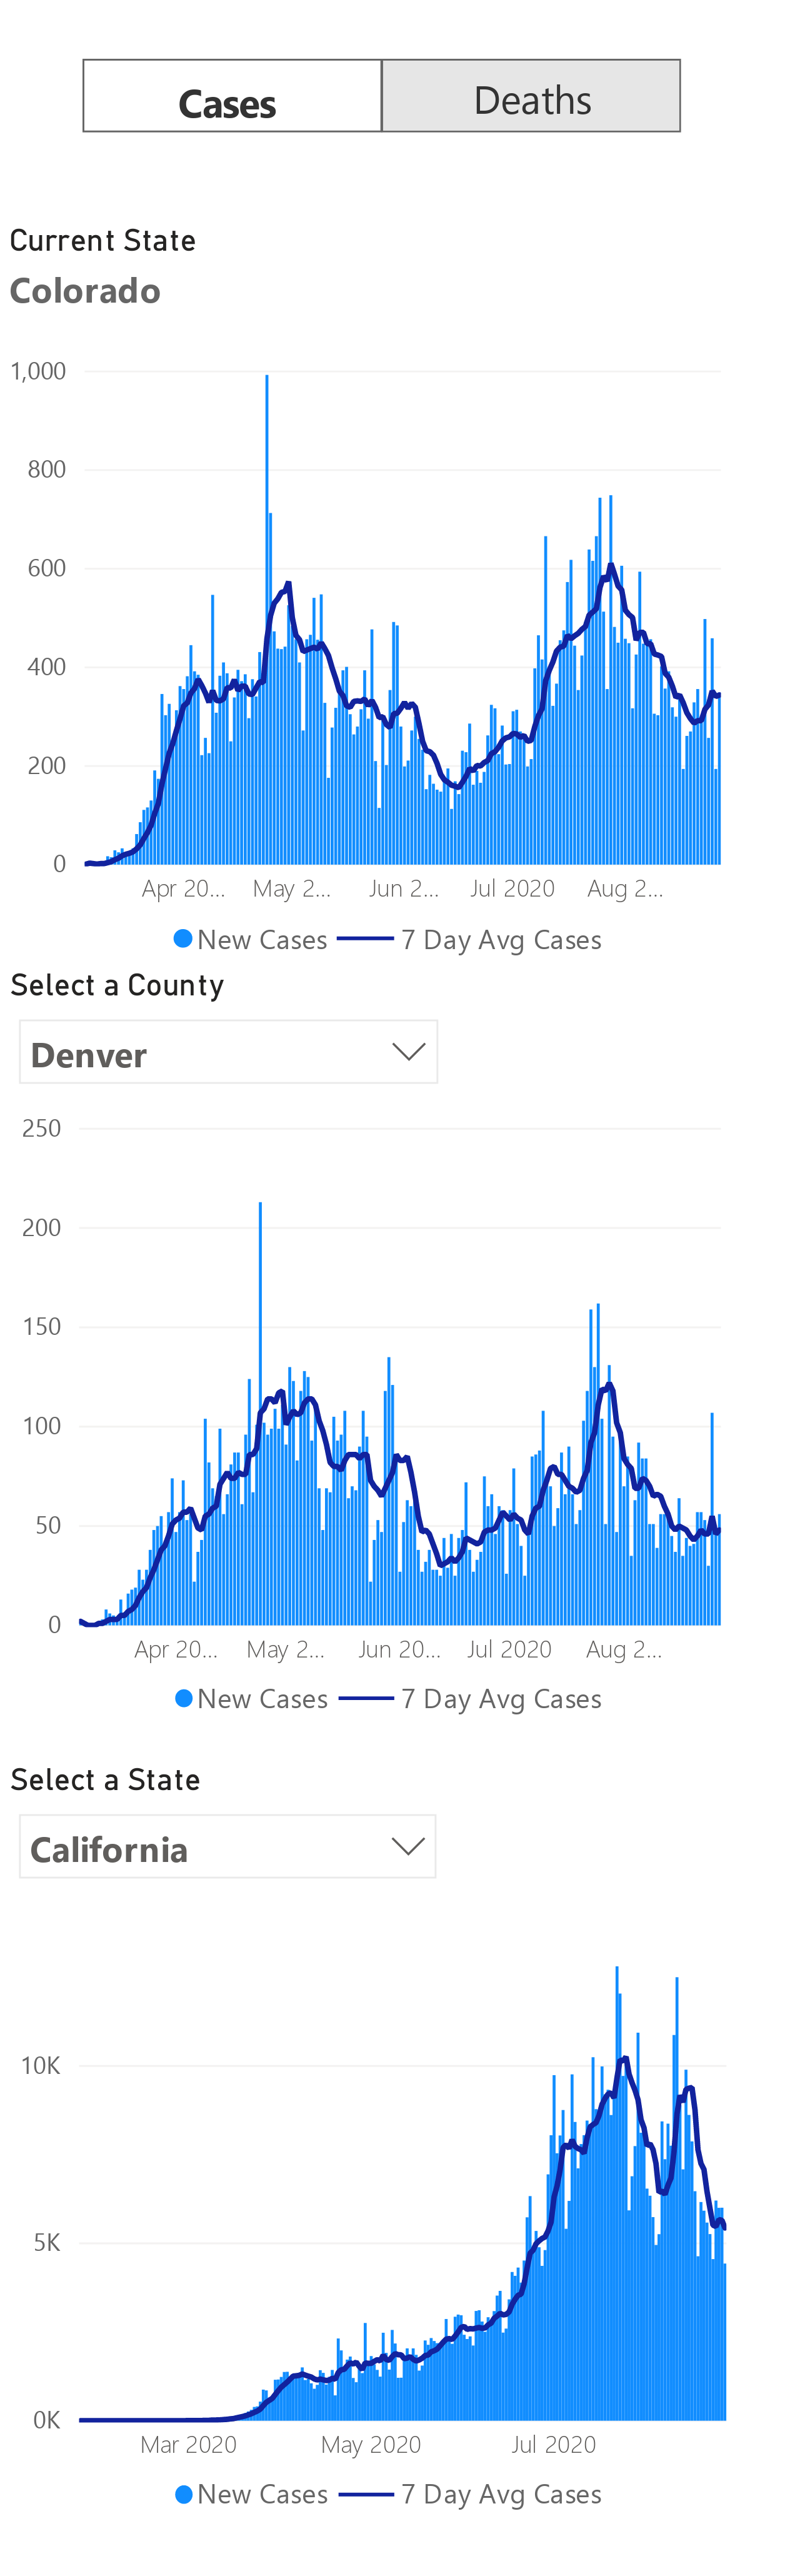 Cases Deaths
Current State
Colorado
1,000
800
600
400
200
0
Apr 20... May 2... Jun 2... Jul 2020 Aug 2...
New Cases 7 Day Avg Cases
Select a County
Denver
250
200
150
100
50
0
Apr 20... May 2... Jun 20... Jul 2020 Aug 2...
New Cases 7 Day Avg Cases
Select a State
California
10K
5K
0K
Mar 2020 May 2020 Jul 2020
New Cases 7 Day Avg Cases